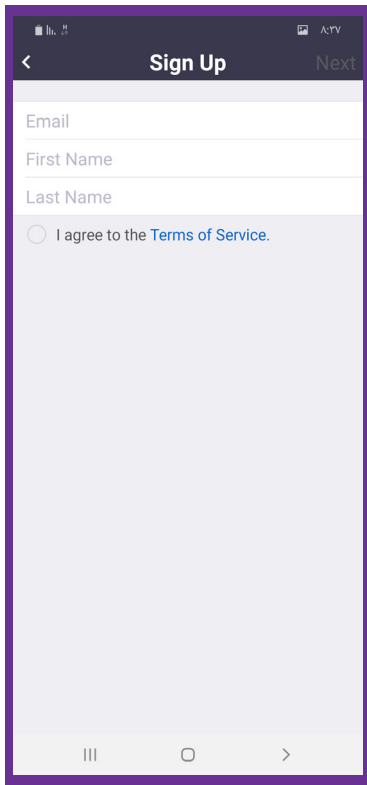 ٨:٣٧
Sign Up
Next
Email
First Name
Last Name
I agree to the Terms of Service.